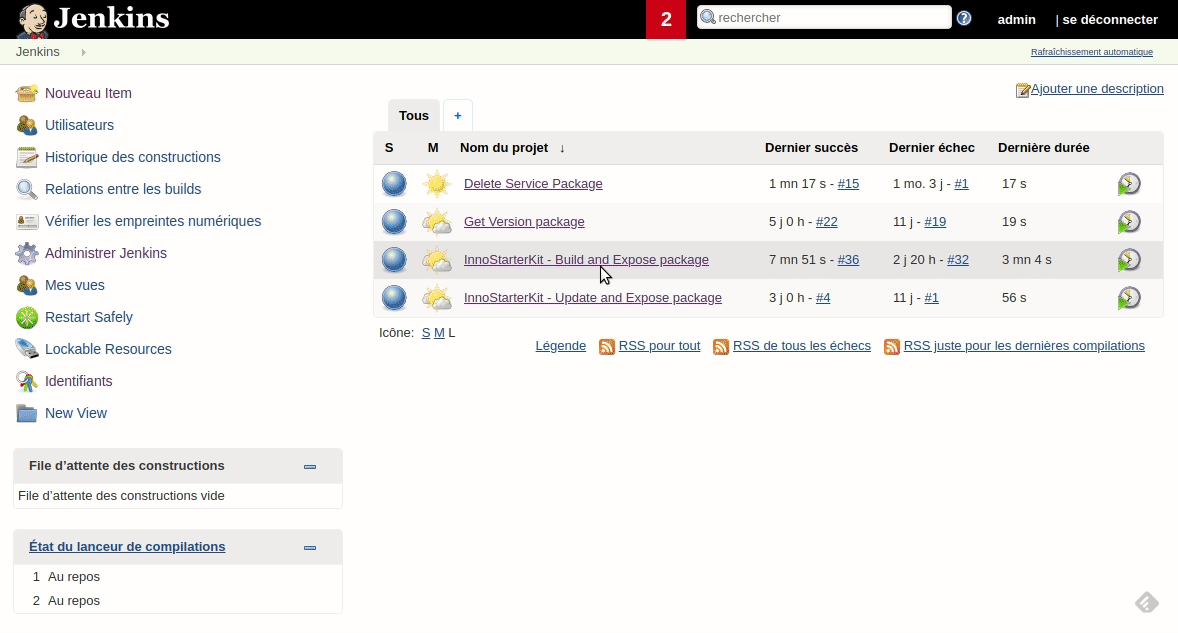 Jenkins
2
rechercher
admin
| se déconnecter
Jenkins
Rafraîchissement automatique
Nouveau Item
Utilisateurs
Historique des constructions
Relations entre les builds
Vérifier les empreintes numériques
Administrer Jenkins
Mes vues
Restart Safely
Lockable Resources
Identifiants
New View
File d’attente des constructions
File d’attente des constructions vide
État du lanceur de compilations
1 Au repos
2 Au repos
Ajouter une description
Tous +
S M Nom du projet ↓ Dernier succès Dernier échec Dernière durée
Delete Service Package 1 mn 17 s - #15 1 mo. 3 j - #1 17 s
Get Version package 5 j 0 h - #22 11 j - #19 19 s
InnoStarterKit - Build and Expose package 7 mn 51 s - #36 2 j 20 h - #32 3 mn 4 s
InnoStarterKit - Update and Expose package 3 j 0 h - #4 11 j - #1 56 s
Icône: S M L
Légende RSS pour tout RSS de tous les échecs RSS juste pour les dernières compilations